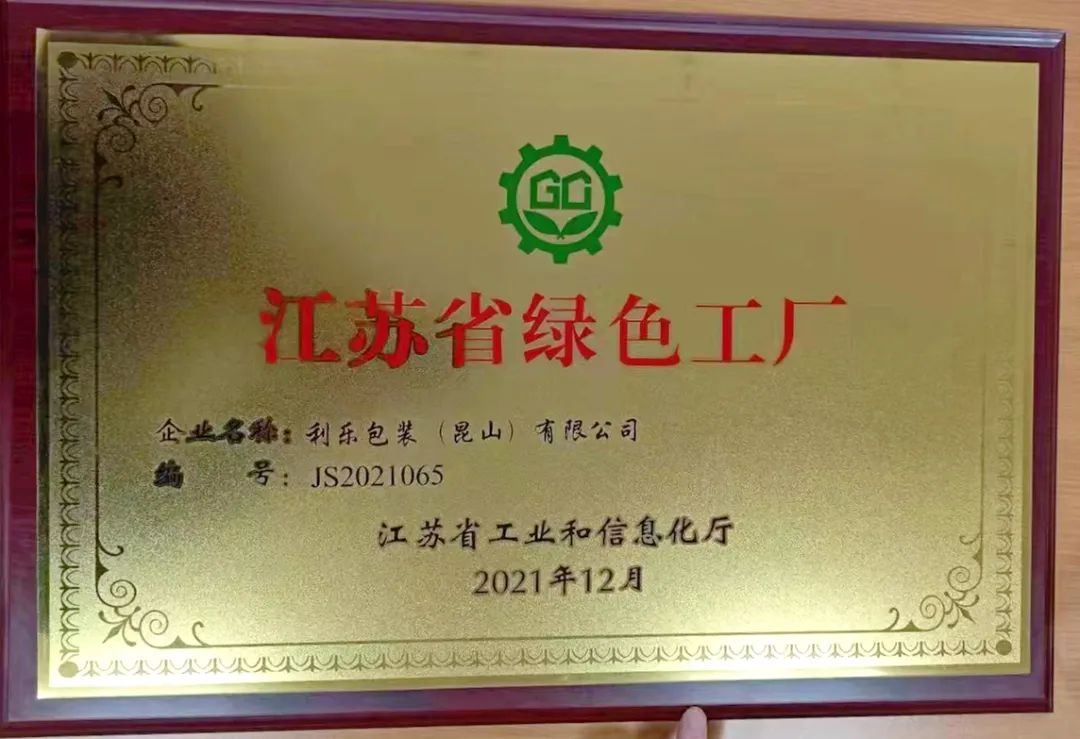 GC
江苏省绿色工厂
企业名称：利乐包装（昆山）有限公司
编 号：JS2021065
江苏省工业和信息化厅
2021年12月